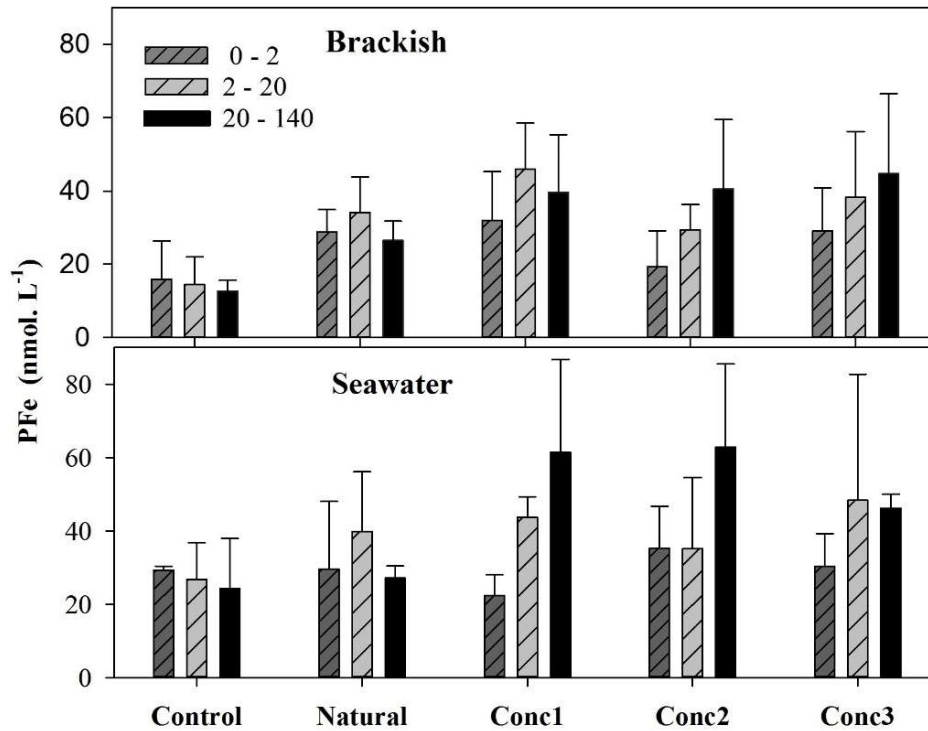 Brackish
0 - 2
2 - 20
20 - 140
80
60
40
20
0
PFe (nmol. L⁻¹)
Seawater
80
60
40
20
0
Control Natural Conc1 Conc2 Conc3